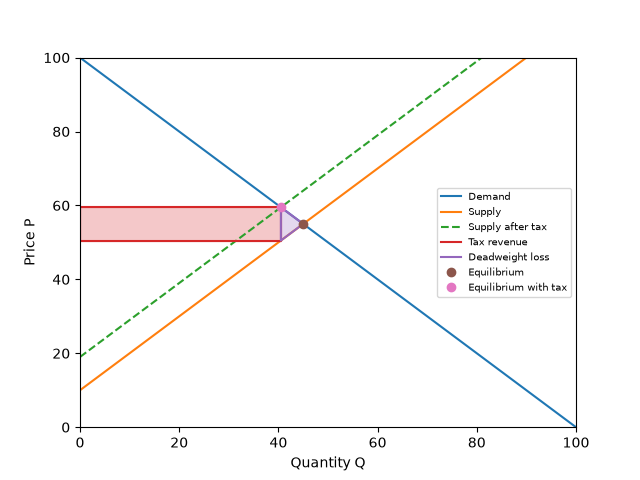 100
80
60
40
20
0
Price P
0 20 40 60 80 100
Quantity Q
Demand
Supply
Supply after tax
Tax revenue
Deadweight loss
Equilibrium
Equilibrium with tax